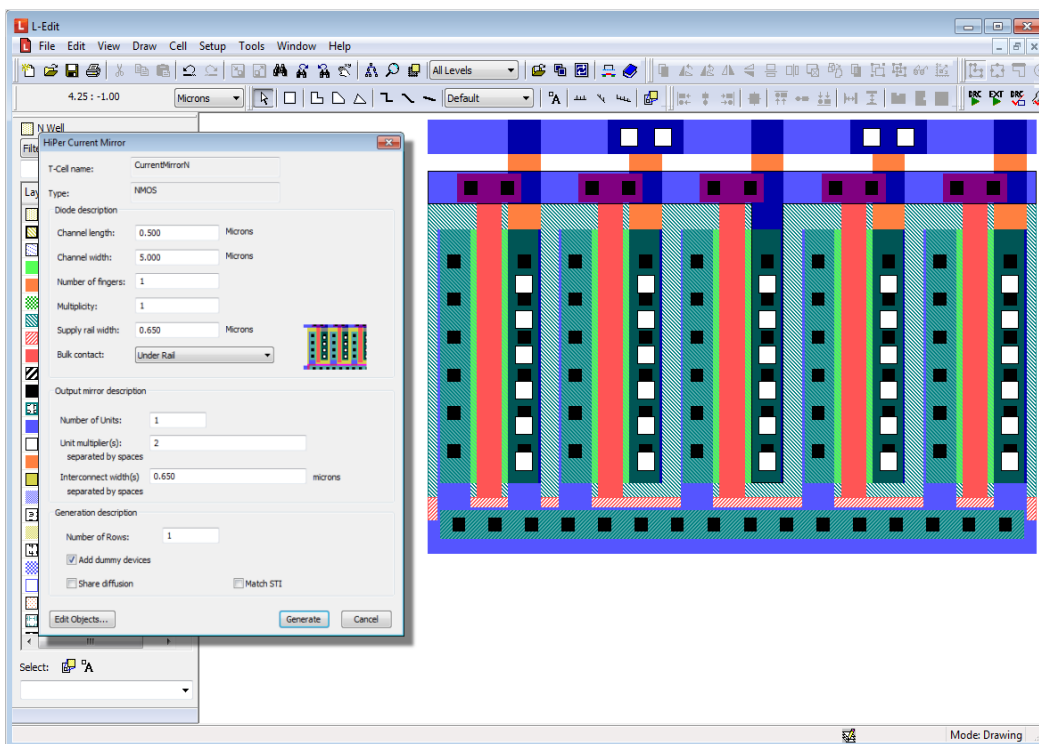 L-Edit
File Edit View Draw Cell Setup Tools Window Help
All Levels
4.25 : -1.00 Microns Default DRC EXT DRC
N Well
HiPer Current Mirror
T-Cell name: CurrentMirrorN
Type: NMOS
Diode description
Channel length: 0.500 Microns
Channel width: 5.000 Microns
Number of fingers: 1
Multiplicity: 1
Supply rail width: 0.650 Microns
Bulk contact: Under Rail
Output mirror description
Number of Units: 1
Unit multiplier(s): 2
separated by spaces
Interconnect width(s) 0.650 microns
separated by spaces
Generation description
Number of Rows: 1
Add dummy devices
Share diffusion Match STI
Edit Objects... Generate Cancel
Select:
Mode: Drawing